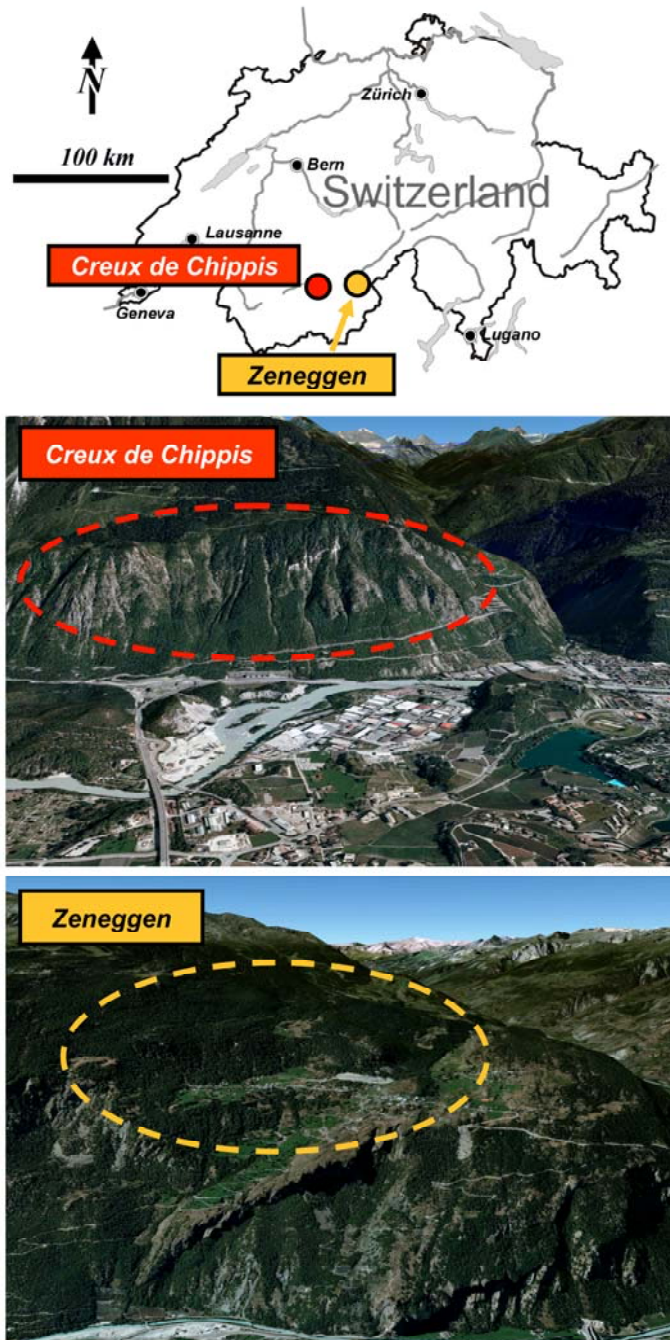 N
100 km
Zürich
Bern
Switzerland
Lausanne
Creux de Chippis
Geneva
Lugano
Zeneggen
Creux de Chippis
Zeneggen